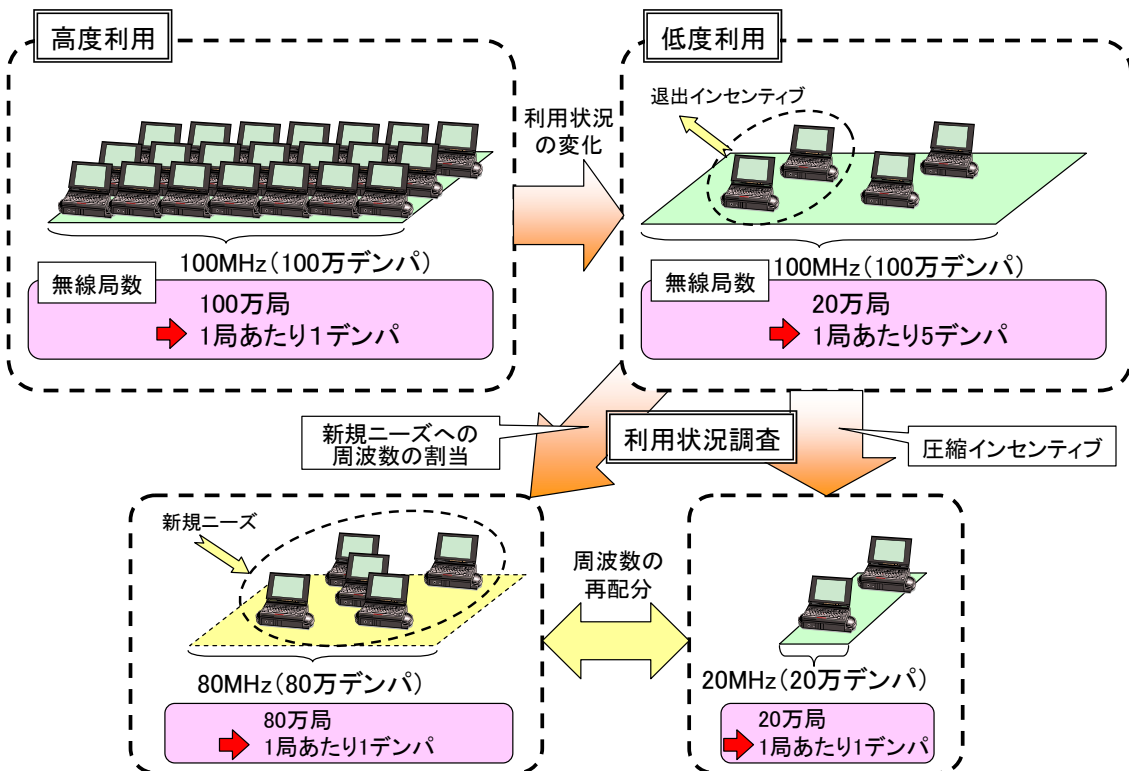 高度利用
低度利用
退出インセンティブ
利用状況
の変化
100MHz(100万デンパ)
無線局数
100万局
1局あたり1デンパ
100MHz(100万デンパ)
無線局数
20万局
1局あたり5デンパ
新規ニーズへの
周波数の割当
利用状況調査
圧縮インセンティブ
新規ニーズ
周波数の
再配分
80MHz(80万デンパ)
80万局
1局あたり1デンパ
20MHz(20万デンパ)
20万局
1局あたり1デンパ